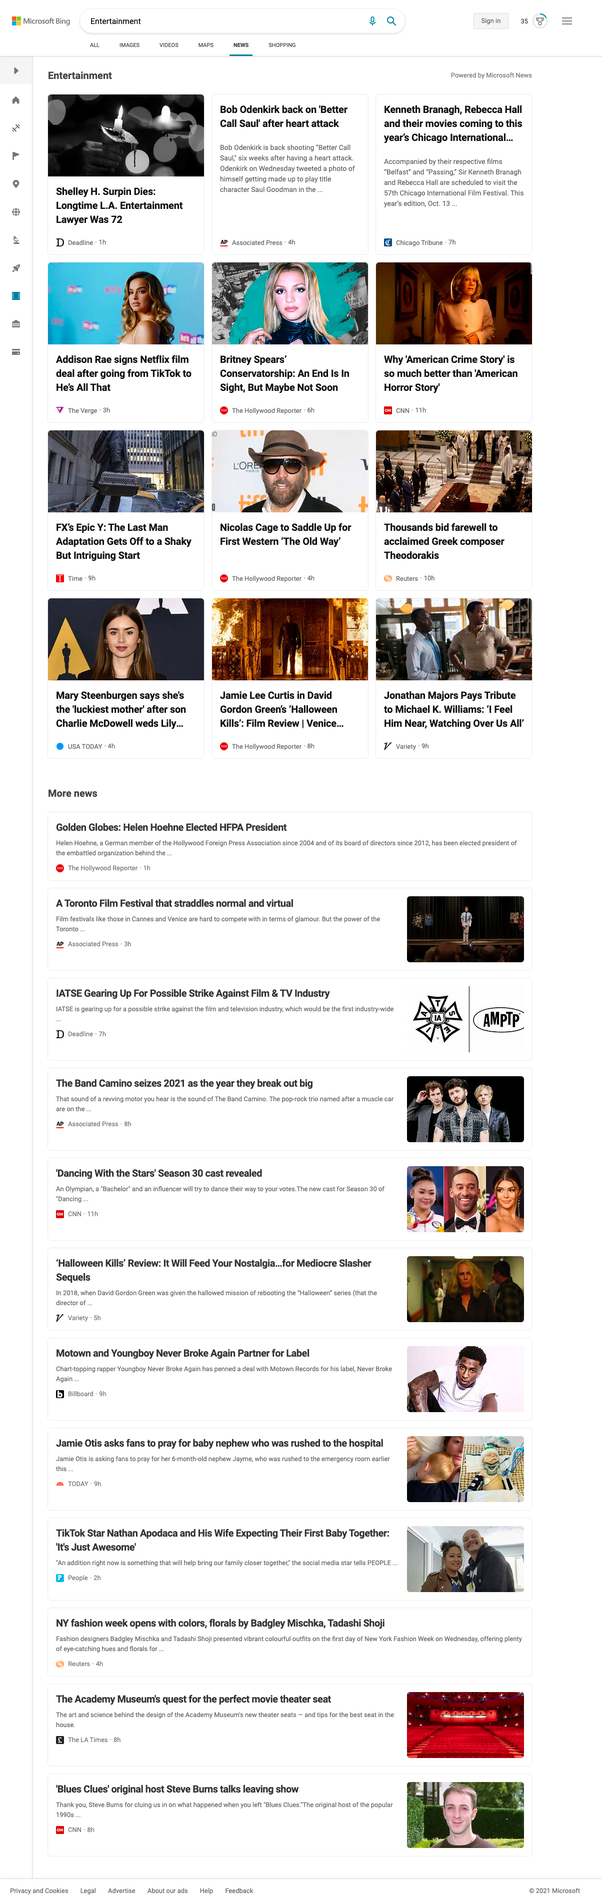 Microsoft Bing
Entertainment
Sign in
35
ALL
IMAGES
VIDEOS
MAPS
NEWS
SHOPPING
Entertainment
Powered by Microsoft News
Shelley H. Surpin Dies:
Longtime L.A. Entertainment
Lawyer Was 72
Deadline · 1h
Bob Odenkirk back on 'Better
Call Saul' after heart attack
Bob Odenkirk is back shooting "Better Call
Saul," six weeks after having a heart attack.
Odenkirk on Wednesday tweeted a photo of
himself getting made up to play title
character Saul Goodman in the ...
AP Associated Press · 4h
Kenneth Branagh, Rebecca Hall
and their movies coming to this
year's Chicago International...
Accompanied by their respective films
"Belfast" and "Passing," Sir Kenneth Branagh
and Rebecca Hall are scheduled to visit the
57th Chicago International Film Festival. This
year's edition, Oct. 13 ...
Chicago Tribune · 7h
Addison Rae signs Netflix film
deal after going from TikTok to
He's All That
The Verge · 3h
Britney Spears'
Conservatorship: An End Is In
Sight, But Maybe Not Soon
The Hollywood Reporter · 6h
Why 'American Crime Story' is
so much better than 'American
Horror Story'
CNN · 11h
FX's Epic Y: The Last Man
Adaptation Gets Off to a Shaky
But Intriguing Start
Time · 9h
L'ORÉ
tiff
Nicolas Cage to Saddle Up for
First Western 'The Old Way'
The Hollywood Reporter · 4h
Thousands bid farewell to
acclaimed Greek composer
Theodorakis
Reuters · 10h
Mary Steenburgen says she's
the 'luckiest mother' after son
Charlie McDowell weds Lily...
USA TODAY · 4h
Jamie Lee Curtis in David
Gordon Green's 'Halloween
Kills': Film Review | Venice...
The Hollywood Reporter · 8h
Jonathan Majors Pays Tribute
to Michael K. Williams: 'I Feel
Him Near, Watching Over Us All'
Variety · 9h
More news
Golden Globes: Helen Hoehne Elected HFPA President
Helen Hoehne, a German member of the Hollywood Foreign Press Association since 2004 and of its board of directors since 2012, has been elected president of
the embattled organization behind the ...
The Hollywood Reporter · 1h
A Toronto Film Festival that straddles normal and virtual
Film festivals like those in Cannes and Venice are hard to compete with in terms of glamour. But the power of the
Toronto ...
AP Associated Press · 3h
IATSE Gearing Up For Possible Strike Against Film & TV Industry
IATSE is gearing up for a possible strike against the film and television industry, which would be the first industry-wide
...
Deadline · 7h
IATSE
AMPTP
The Band Camino seizes 2021 as the year they break out big
That sound of a revving motor you hear is the sound of The Band Camino. The pop-rock trio named after a muscle car
are on the ...
AP Associated Press · 8h
'Dancing With the Stars' Season 30 cast revealed
An Olympian, a "Bachelor" and an influencer will try to dance their way to your votes.The new cast for Season 30 of
"Dancing ...
CNN · 11h
'Halloween Kills' Review: It Will Feed Your Nostalgia...for Mediocre Slasher
Sequels
In 2018, when David Gordon Green was given the hallowed mission of rebooting the "Halloween" series (that the
director of ...
Variety · 5h
Motown and Youngboy Never Broke Again Partner for Label
Chart-topping rapper Youngboy Never Broke Again has penned a deal with Motown Records for his label, Never Broke
Again ...
Billboard · 9h
Jamie Otis asks fans to pray for baby nephew who was rushed to the hospital
Jamie Otis is asking fans to pray for her 6-month-old nephew Jayme, who was rushed to the emergency room earlier
this ...
TODAY · 9h
TikTok Star Nathan Apodaca and His Wife Expecting Their First Baby Together:
'It's Just Awesome'
"An addition right now is something that will help bring our family closer together," the social media star tells PEOPLE ...
People · 2h
NY fashion week opens with colors, florals by Badgley Mischka, Tadashi Shoji
Fashion designers Badgley Mischka and Tadashi Shoji presented vibrant colourful outfits on the first day of New York Fashion Week on Wednesday, offering plenty
of eye-catching hues and florals for ...
Reuters · 4h
The Academy Museum's quest for the perfect movie theater seat
The art and science behind the design of the Academy Museum's new theater seats — and tips for the best seat in the
house.
The LA Times · 8h
'Blues Clues' original host Steve Burns talks leaving show
Thank you, Steve Burns for cluing us in on what happened when you left "Blues Clues."The original host of the popular
1990s ...
CNN · 8h
Privacy and Cookies
Legal
Advertise
About our ads
Help
Feedback
© 2021 Microsoft